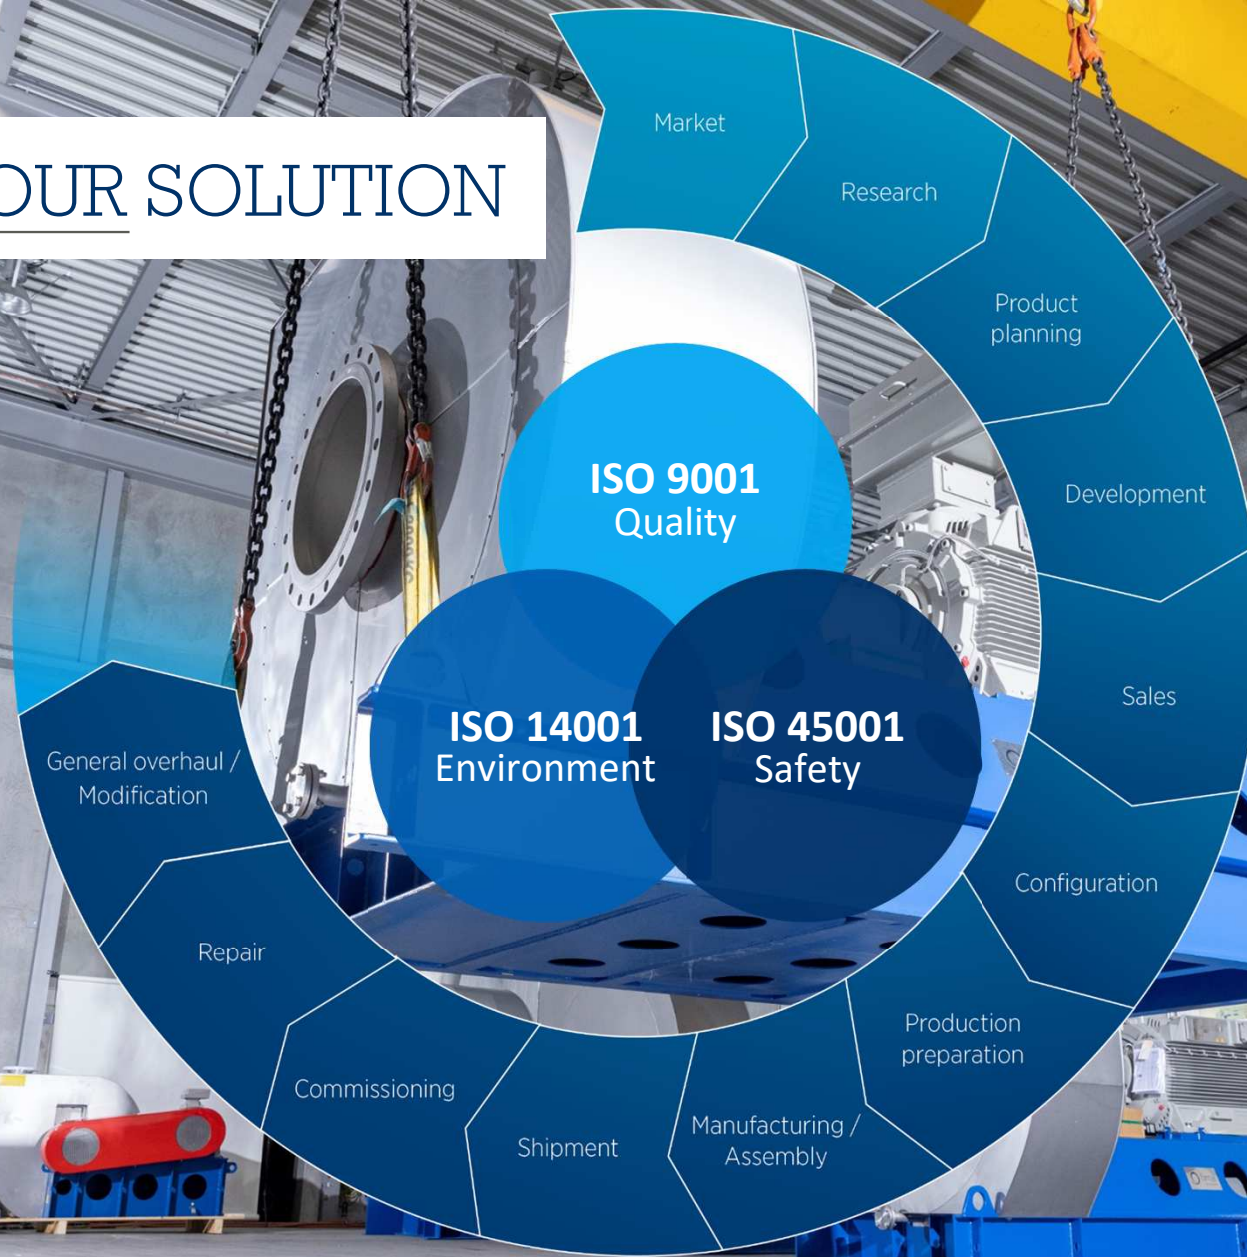 OUR SOLUTION
Market
Research
Product
planning
Development
Sales
Configuration
Production
preparation
Manufacturing /
Assembly
Shipment
Commissioning
Repair
General overhaul /
Modification
ISO 9001
Quality
ISO 14001
Environment
ISO 45001
Safety